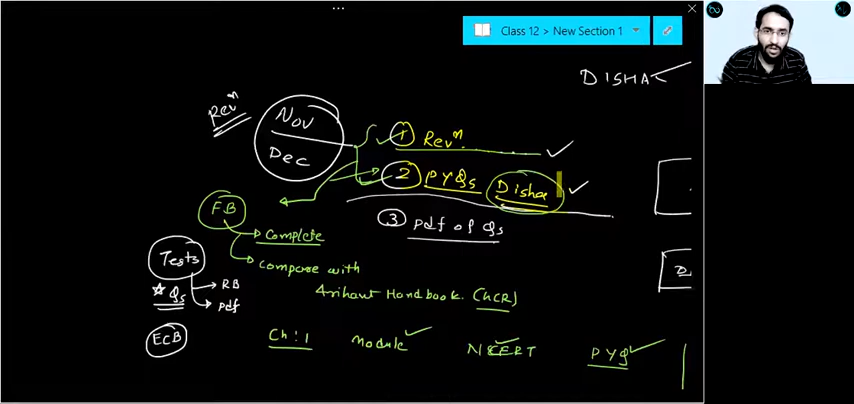 Class 12 > New Section 1
DISHA
Revⁿ
Nov
Dec
1 Revⁿ.
2 PYQs Disha
3 pdf of Qs
FB
Complete
Compare with
Arihant Handbook (hCR)
Tests
Qs
RB
pdf
ECB
Ch: 1 Module NCERT PYQ